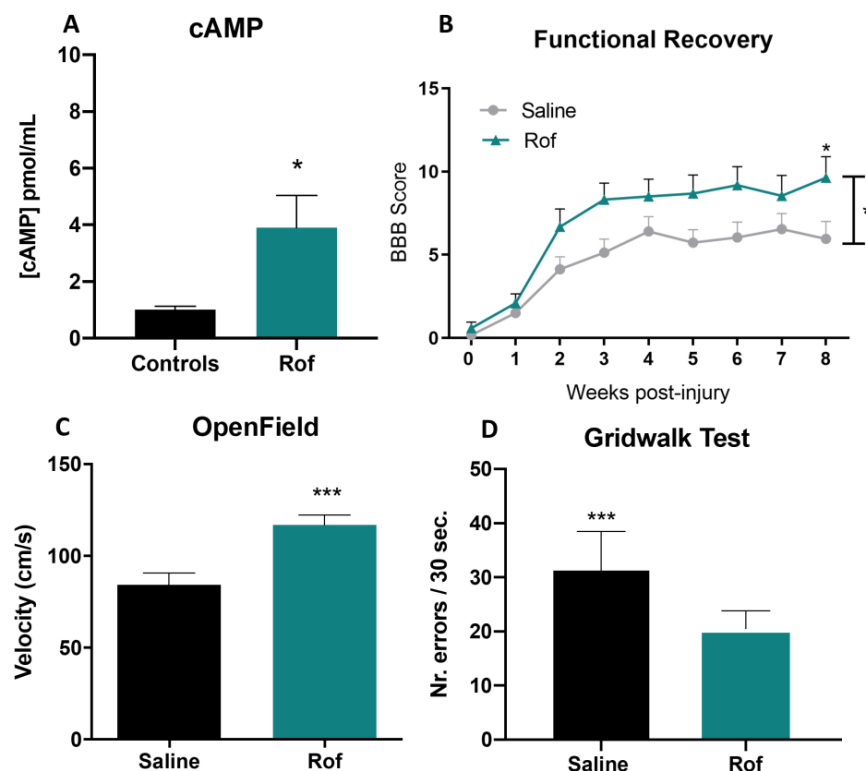 A
cAMP
[cAMP] pmol/mL
10
8
6
4
2
0
*
Controls Rof
B
Functional Recovery
BBB Score
15
10
5
0
Saline
Rof
*
*
0 1 2 3 4 5 6 7 8
Weeks post-injury
C
OpenField
Velocity (cm/s)
150
100
50
0
***
Saline Rof
D
Gridwalk Test
Nr. errors / 30 sec.
50
40
30
20
10
0
***
Saline Rof